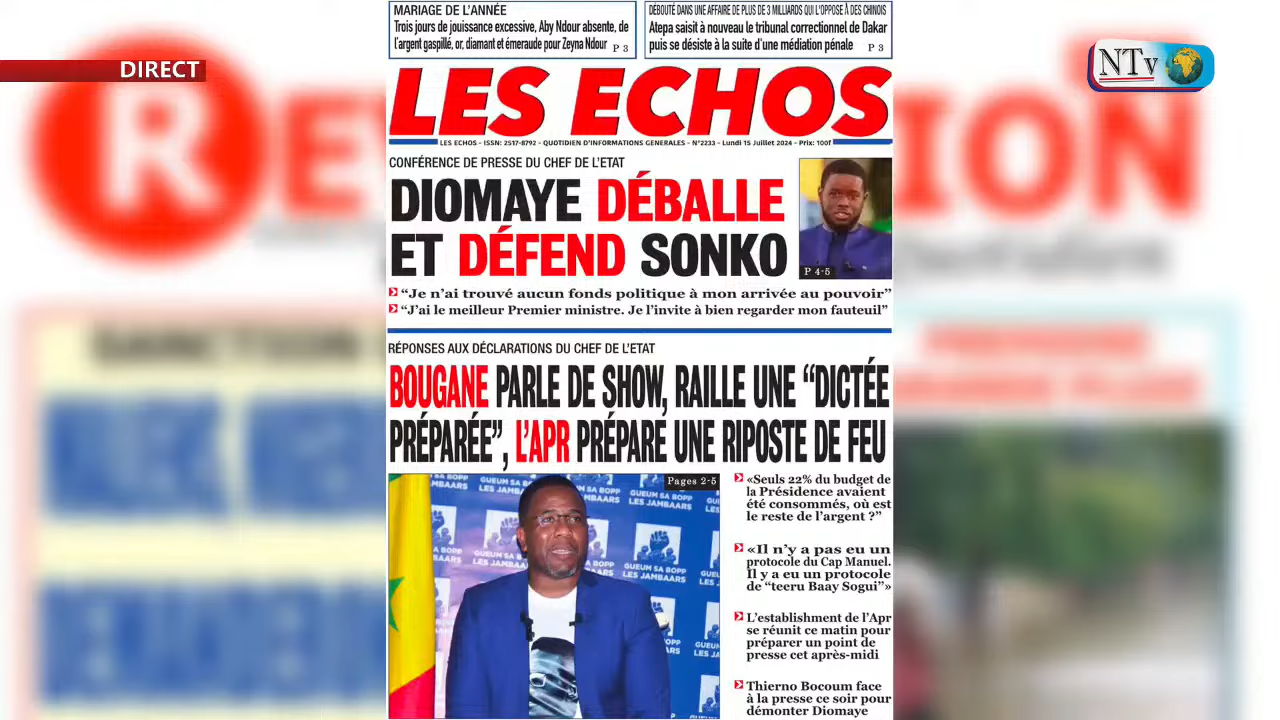 DIRECT
NTv
MARIAGE DE L'ANNÉE
Trois jours de jouissance excessive, Aby Ndour absente, de
l'argent gaspillé, or, diamant et émeraude pour Zeyna Ndour P 3
DÉBOUTÉ DANS UNE AFFAIRE DE PLUS DE 3 MILLIARDS QUI L'OPPOSE À DES CHINOIS
Atepa saisit à nouveau le tribunal correctionnel de Dakar
puis se désiste à la suite d'une médiation pénale P 3
LES ECHOS
LES ECHOS - ISSN: 2517-8792 - QUOTIDIEN D'INFORMATIONS GENERALES - N°2233 - Lundi 15 Juillet 2024 - Prix: 100f
CONFÉRENCE DE PRESSE DU CHEF DE L'ETAT
DIOMAYE DÉBALLE
ET DÉFEND SONKO
P 4-5
“Je n'ai trouvé aucun fonds politique à mon arrivée au pouvoir”
“J'ai le meilleur Premier ministre. Je l'invite à bien regarder mon fauteuil”
RÉPONSES AUX DÉCLARATIONS DU CHEF DE L'ETAT
BOUGANE PARLE DE SHOW, RAILLE UNE “DICTÉE
PRÉPARÉE”, L'APR PRÉPARE UNE RIPOSTE DE FEU
Pages 2-5
GUEUM SA BOPP
LES JAMBAARS
«Seuls 22% du budget de
la Présidence avaient
été consommés, où est
le reste de l'argent ?”
«Il n'y a pas eu un
protocole du Cap Manuel.
Il y a eu un protocole
de “teeru Baay Sogui”»
L'establishment de l'Apr
se réunit ce matin pour
préparer un point de
presse cet après-midi
Thierno Bocoum face
à la presse ce soir pour
démonter Diomaye